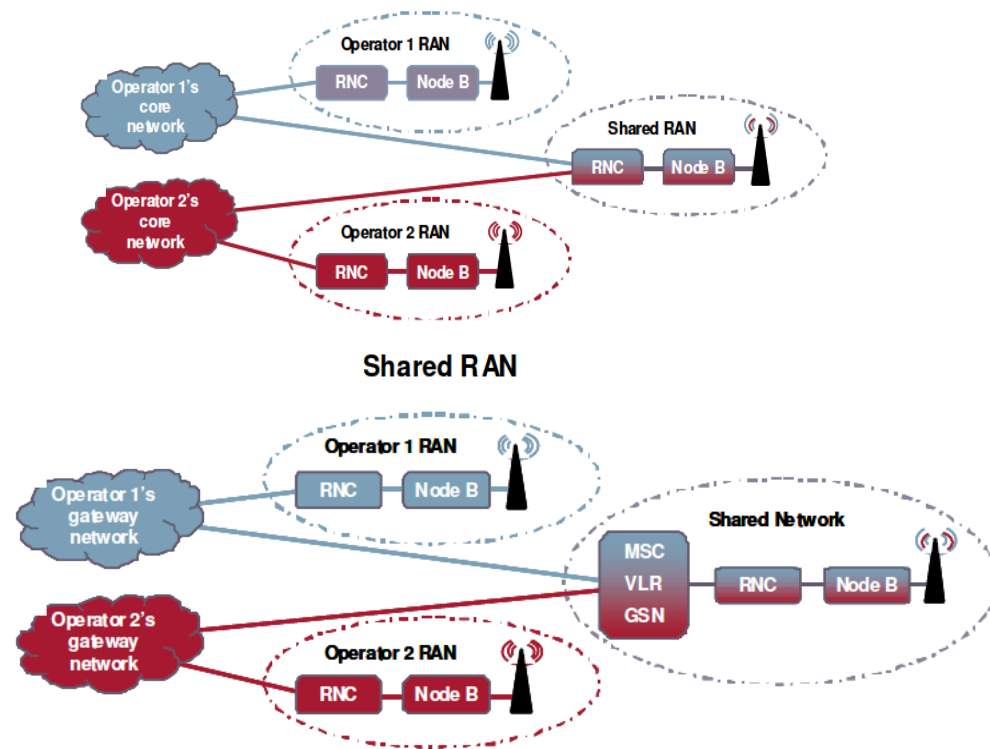 Operator 1 RAN
RNC
Node B
Operator 1's
core
network
Shared RAN
RNC
Node B
Operator 2's
core
network
Operator 2 RAN
RNC
Node B
Shared RAN
Operator 1 RAN
RNC
Node B
Operator 1's
gateway
network
Shared Network
MSC
VLR
GSN
RNC
Node B
Operator 2's
gateway
network
Operator 2 RAN
RNC
Node B